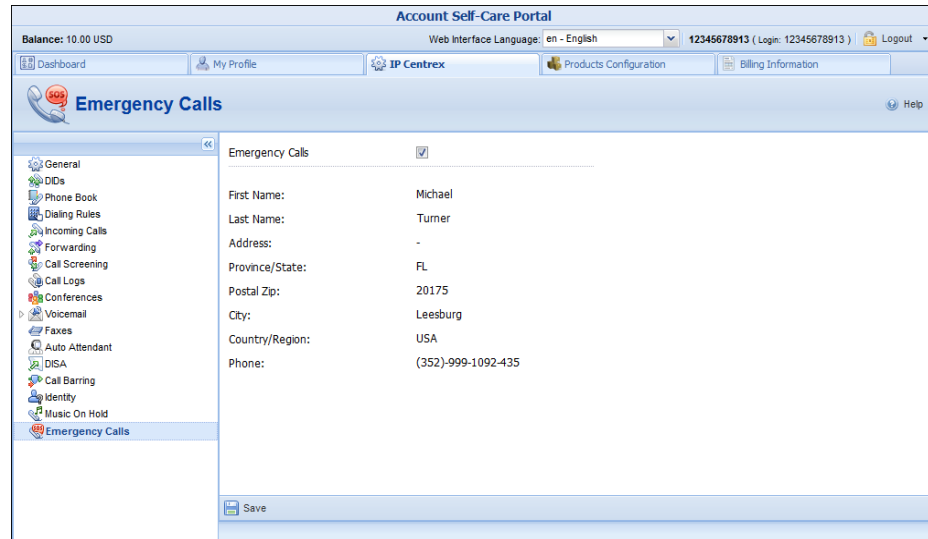 Account Self-Care Portal
Balance: 10.00 USD
Web Interface Language: en - English
12345678913 ( Login: 12345678913 )
Logout
Dashboard
My Profile
IP Centrex
Products Configuration
Billing Information
SOS
Emergency Calls
Help
General
DIDs
Phone Book
Dialing Rules
Incoming Calls
Forwarding
Call Screening
Call Logs
Conferences
Voicemail
Faxes
Auto Attendant
DISA
Call Barring
Identity
Music On Hold
Emergency Calls
Emergency Calls
First Name: Michael
Last Name: Turner
Address: -
Province/State: FL
Postal Zip: 20175
City: Leesburg
Country/Region: USA
Phone: (352)-999-1092-435
Save